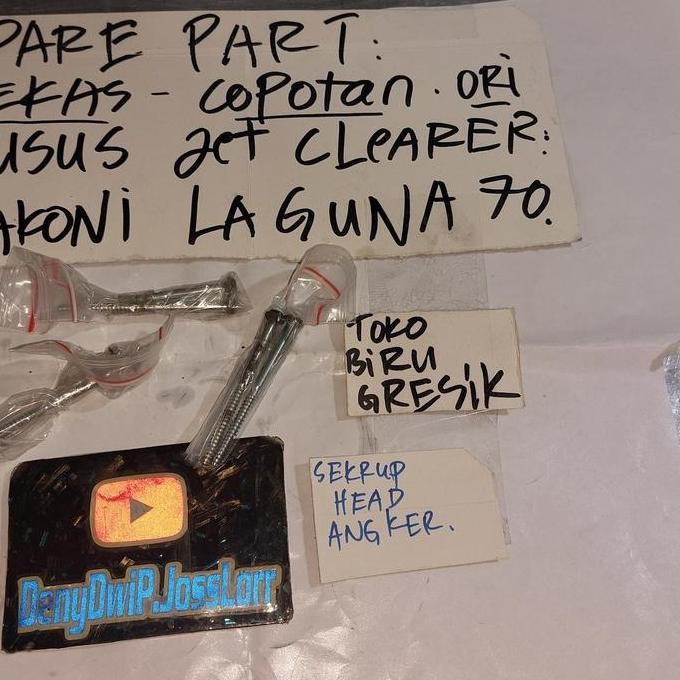 PARE PART:
EKAS - copotan. ORI
USUS Jet CLeARER:
AKONi LAGUNA 70.
TOKO
BiRU
GRESiK
SEKRUP
HEAD
ANGKER.
DenyDwiP.JossLorr